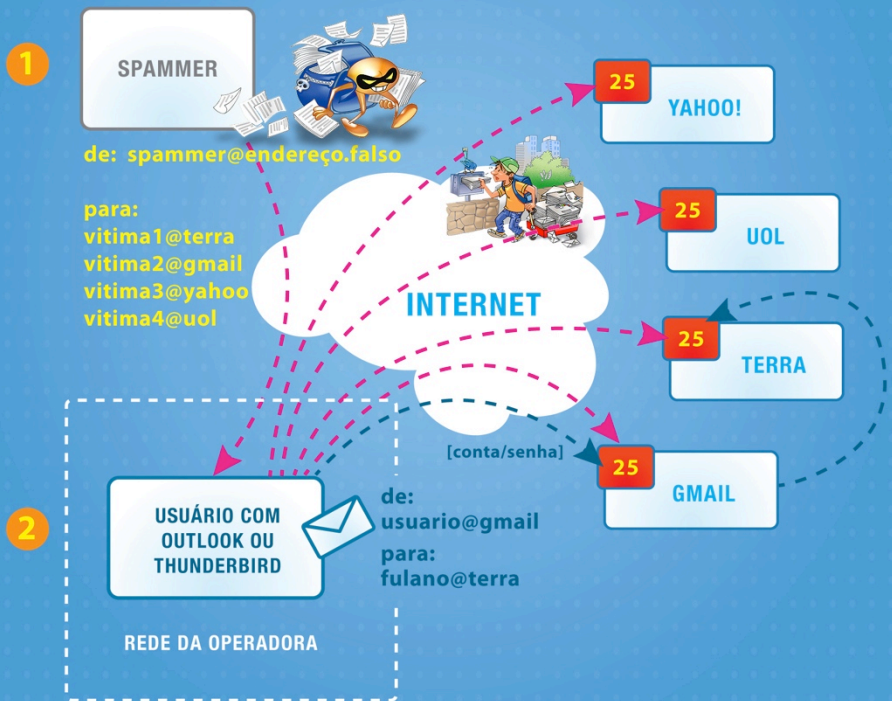 1
SPAMMER
de: spammer@endereço.falso
para:
vitima1@terra
vitima2@gmail
vitima3@yahoo
vitima4@uol
INTERNET
25
YAHOO!
25
UOL
25
TERRA
[conta/senha]
25
GMAIL
2
USUÁRIO COM
OUTLOOK OU
THUNDERBIRD
de:
usuario@gmail
para:
fulano@terra
REDE DA OPERADORA